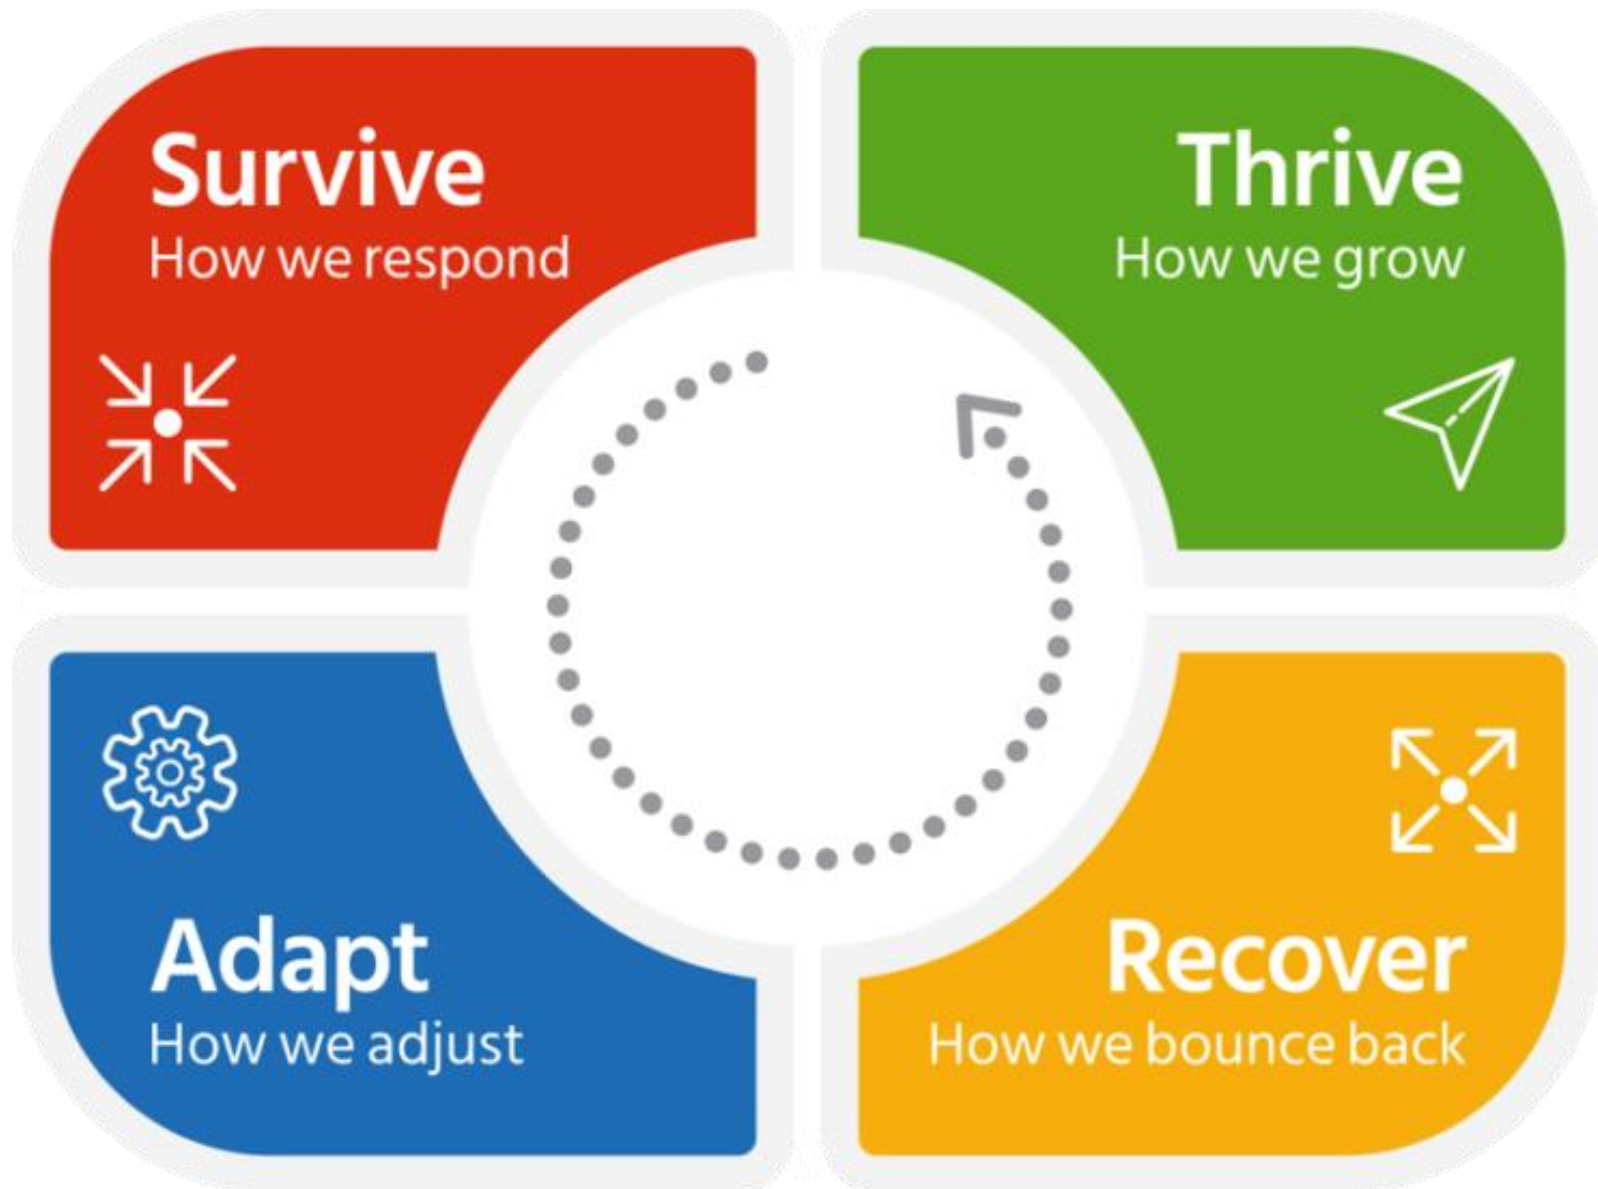 Survive
How we respond
Thrive
How we grow
Adapt
How we adjust
Recover
How we bounce back